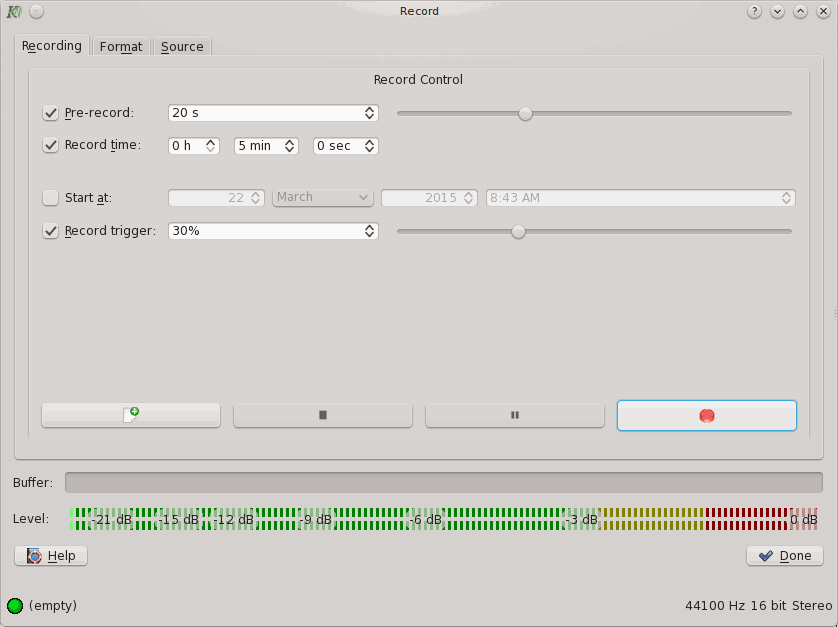 Record
Recording Format Source
Record Control
Pre-record: 20 s
Record time: 0 h 5 min 0 sec
Start at: 22 March 2015 8:43 AM
Record trigger: 30%
Buffer:
Level: -21 dB -15 dB -12 dB -9 dB -6 dB -3 dB 0 dB
Help Done
(empty) 44100 Hz 16 bit Stereo